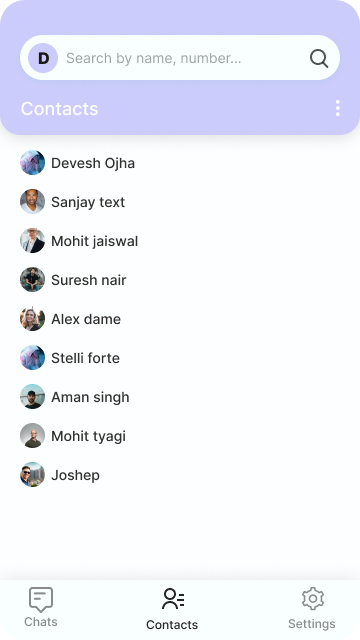 D Search by name, number...
Contacts
Devesh Ojha
Sanjay text
Mohit jaiswal
Suresh nair
Alex dame
Stelli forte
Aman singh
Mohit tyagi
Joshep
Chats Contacts Settings